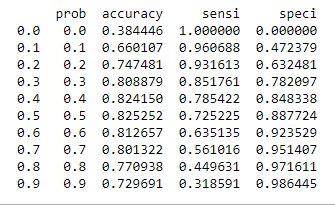 prob accuracy sensi speci
0.0 0.0 0.384446 1.000000 0.000000
0.1 0.1 0.660107 0.960688 0.472379
0.2 0.2 0.747481 0.931613 0.632481
0.3 0.3 0.808879 0.851761 0.782097
0.4 0.4 0.824150 0.785422 0.848338
0.5 0.5 0.825252 0.725225 0.887724
0.6 0.6 0.812657 0.635135 0.923529
0.7 0.7 0.801322 0.561016 0.951407
0.8 0.8 0.770938 0.449631 0.971611
0.9 0.9 0.729691 0.318591 0.986445